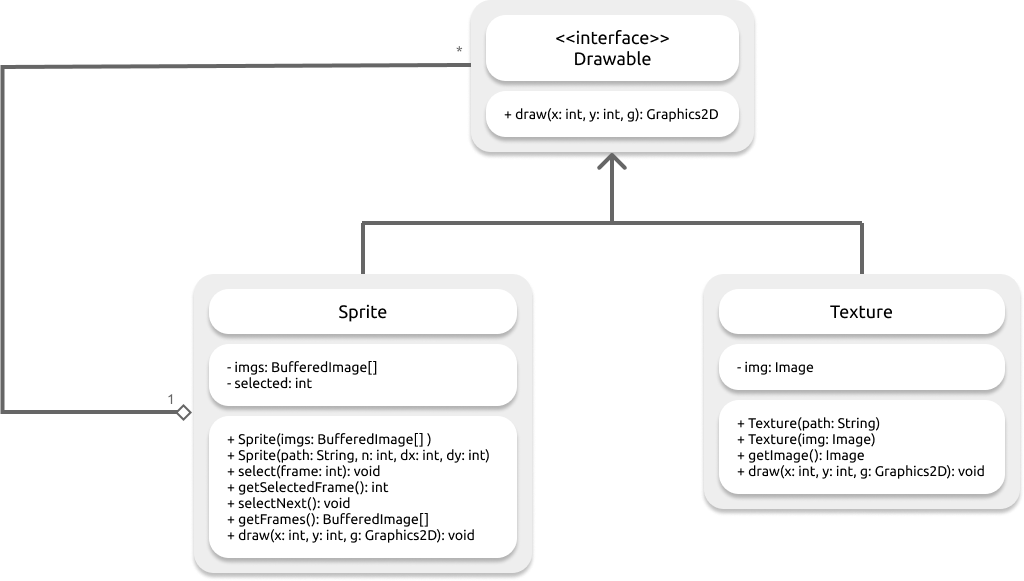 *
<<interface>>
Drawable
+ draw(x: int, y: int, g): Graphics2D
Sprite
- imgs: BufferedImage[]
- selected: int
1
+ Sprite(imgs: BufferedImage[] )
+ Sprite(path: String, n: int, dx: int, dy: int)
+ select(frame: int): void
+ getSelectedFrame(): int
+ selectNext(): void
+ getFrames(): BufferedImage[]
+ draw(x: int, y: int, g: Graphics2D): void
Texture
- img: Image
+ Texture(path: String)
+ Texture(img: Image)
+ getImage(): Image
+ draw(x: int, y: int, g: Graphics2D): void